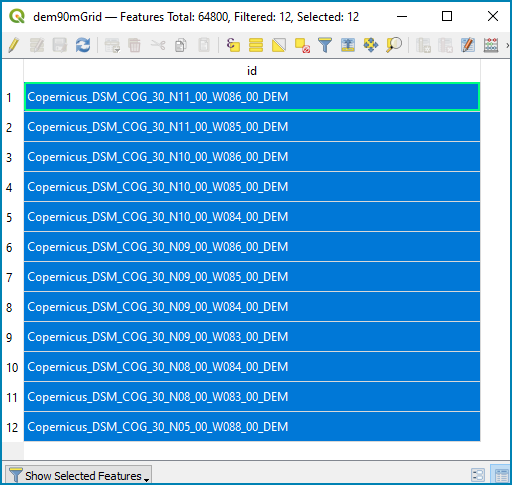 dem90mGrid — Features Total: 64800, Filtered: 12, Selected: 12
id
1 Copernicus_DSM_COG_30_N11_00_W086_00_DEM
2 Copernicus_DSM_COG_30_N11_00_W085_00_DEM
3 Copernicus_DSM_COG_30_N10_00_W086_00_DEM
4 Copernicus_DSM_COG_30_N10_00_W085_00_DEM
5 Copernicus_DSM_COG_30_N10_00_W084_00_DEM
6 Copernicus_DSM_COG_30_N09_00_W086_00_DEM
7 Copernicus_DSM_COG_30_N09_00_W085_00_DEM
8 Copernicus_DSM_COG_30_N09_00_W084_00_DEM
9 Copernicus_DSM_COG_30_N09_00_W083_00_DEM
10 Copernicus_DSM_COG_30_N08_00_W084_00_DEM
11 Copernicus_DSM_COG_30_N08_00_W083_00_DEM
12 Copernicus_DSM_COG_30_N05_00_W088_00_DEM
Show Selected Features